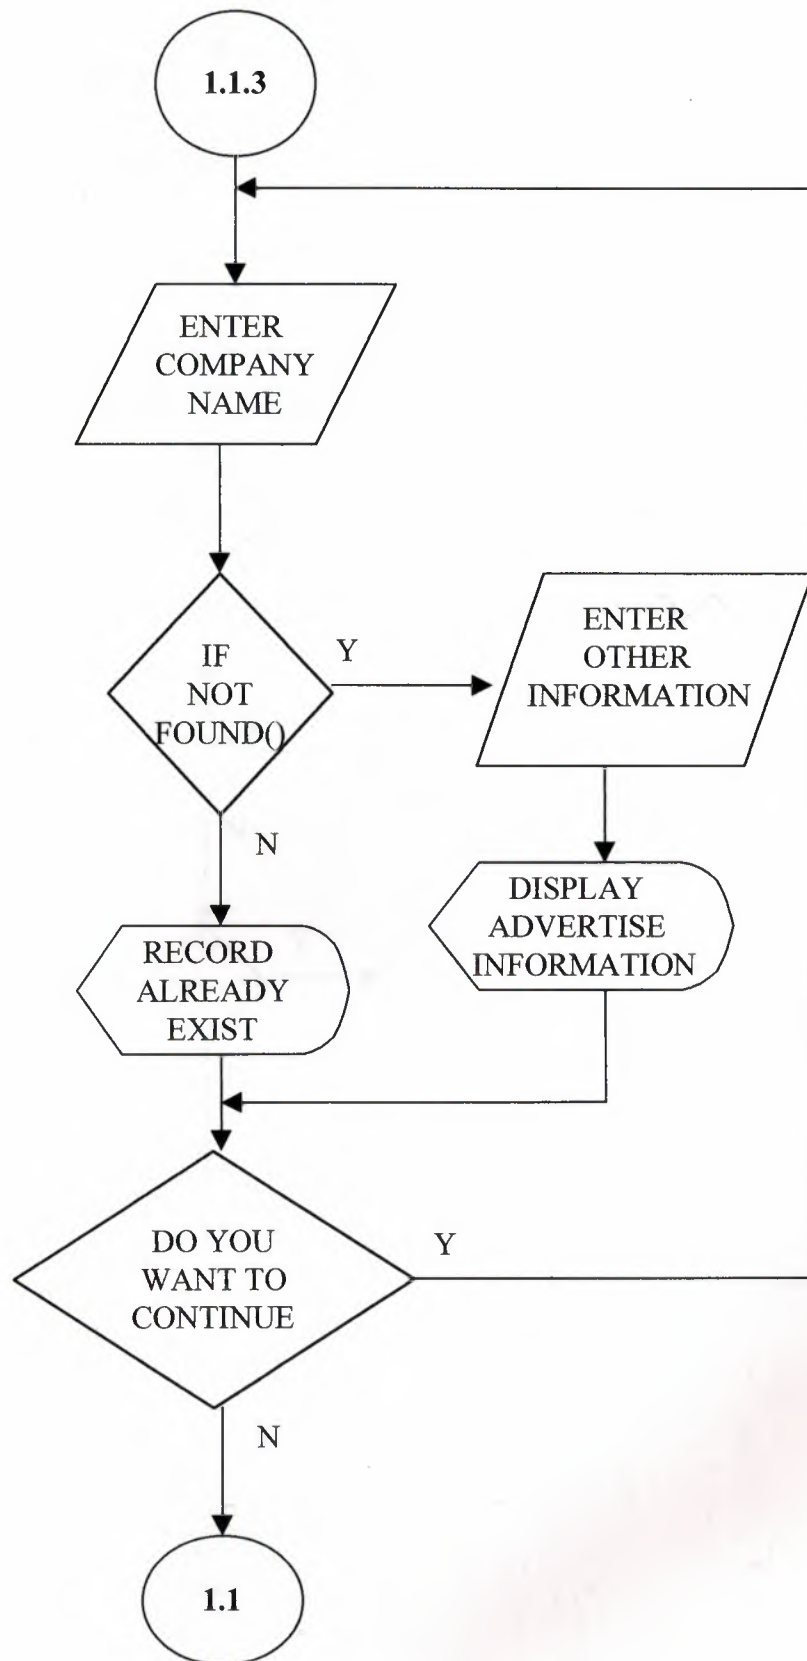 1.1.3
ENTER
COMPANY
NAME
IF
NOT
FOUND()
Y
ENTER
OTHER
INFORMATION
N
DISPLAY
ADVERTISE
INFORMATION
RECORD
ALREADY
EXIST
DO YOU
WANT TO
CONTINUE
Y
N
1.1